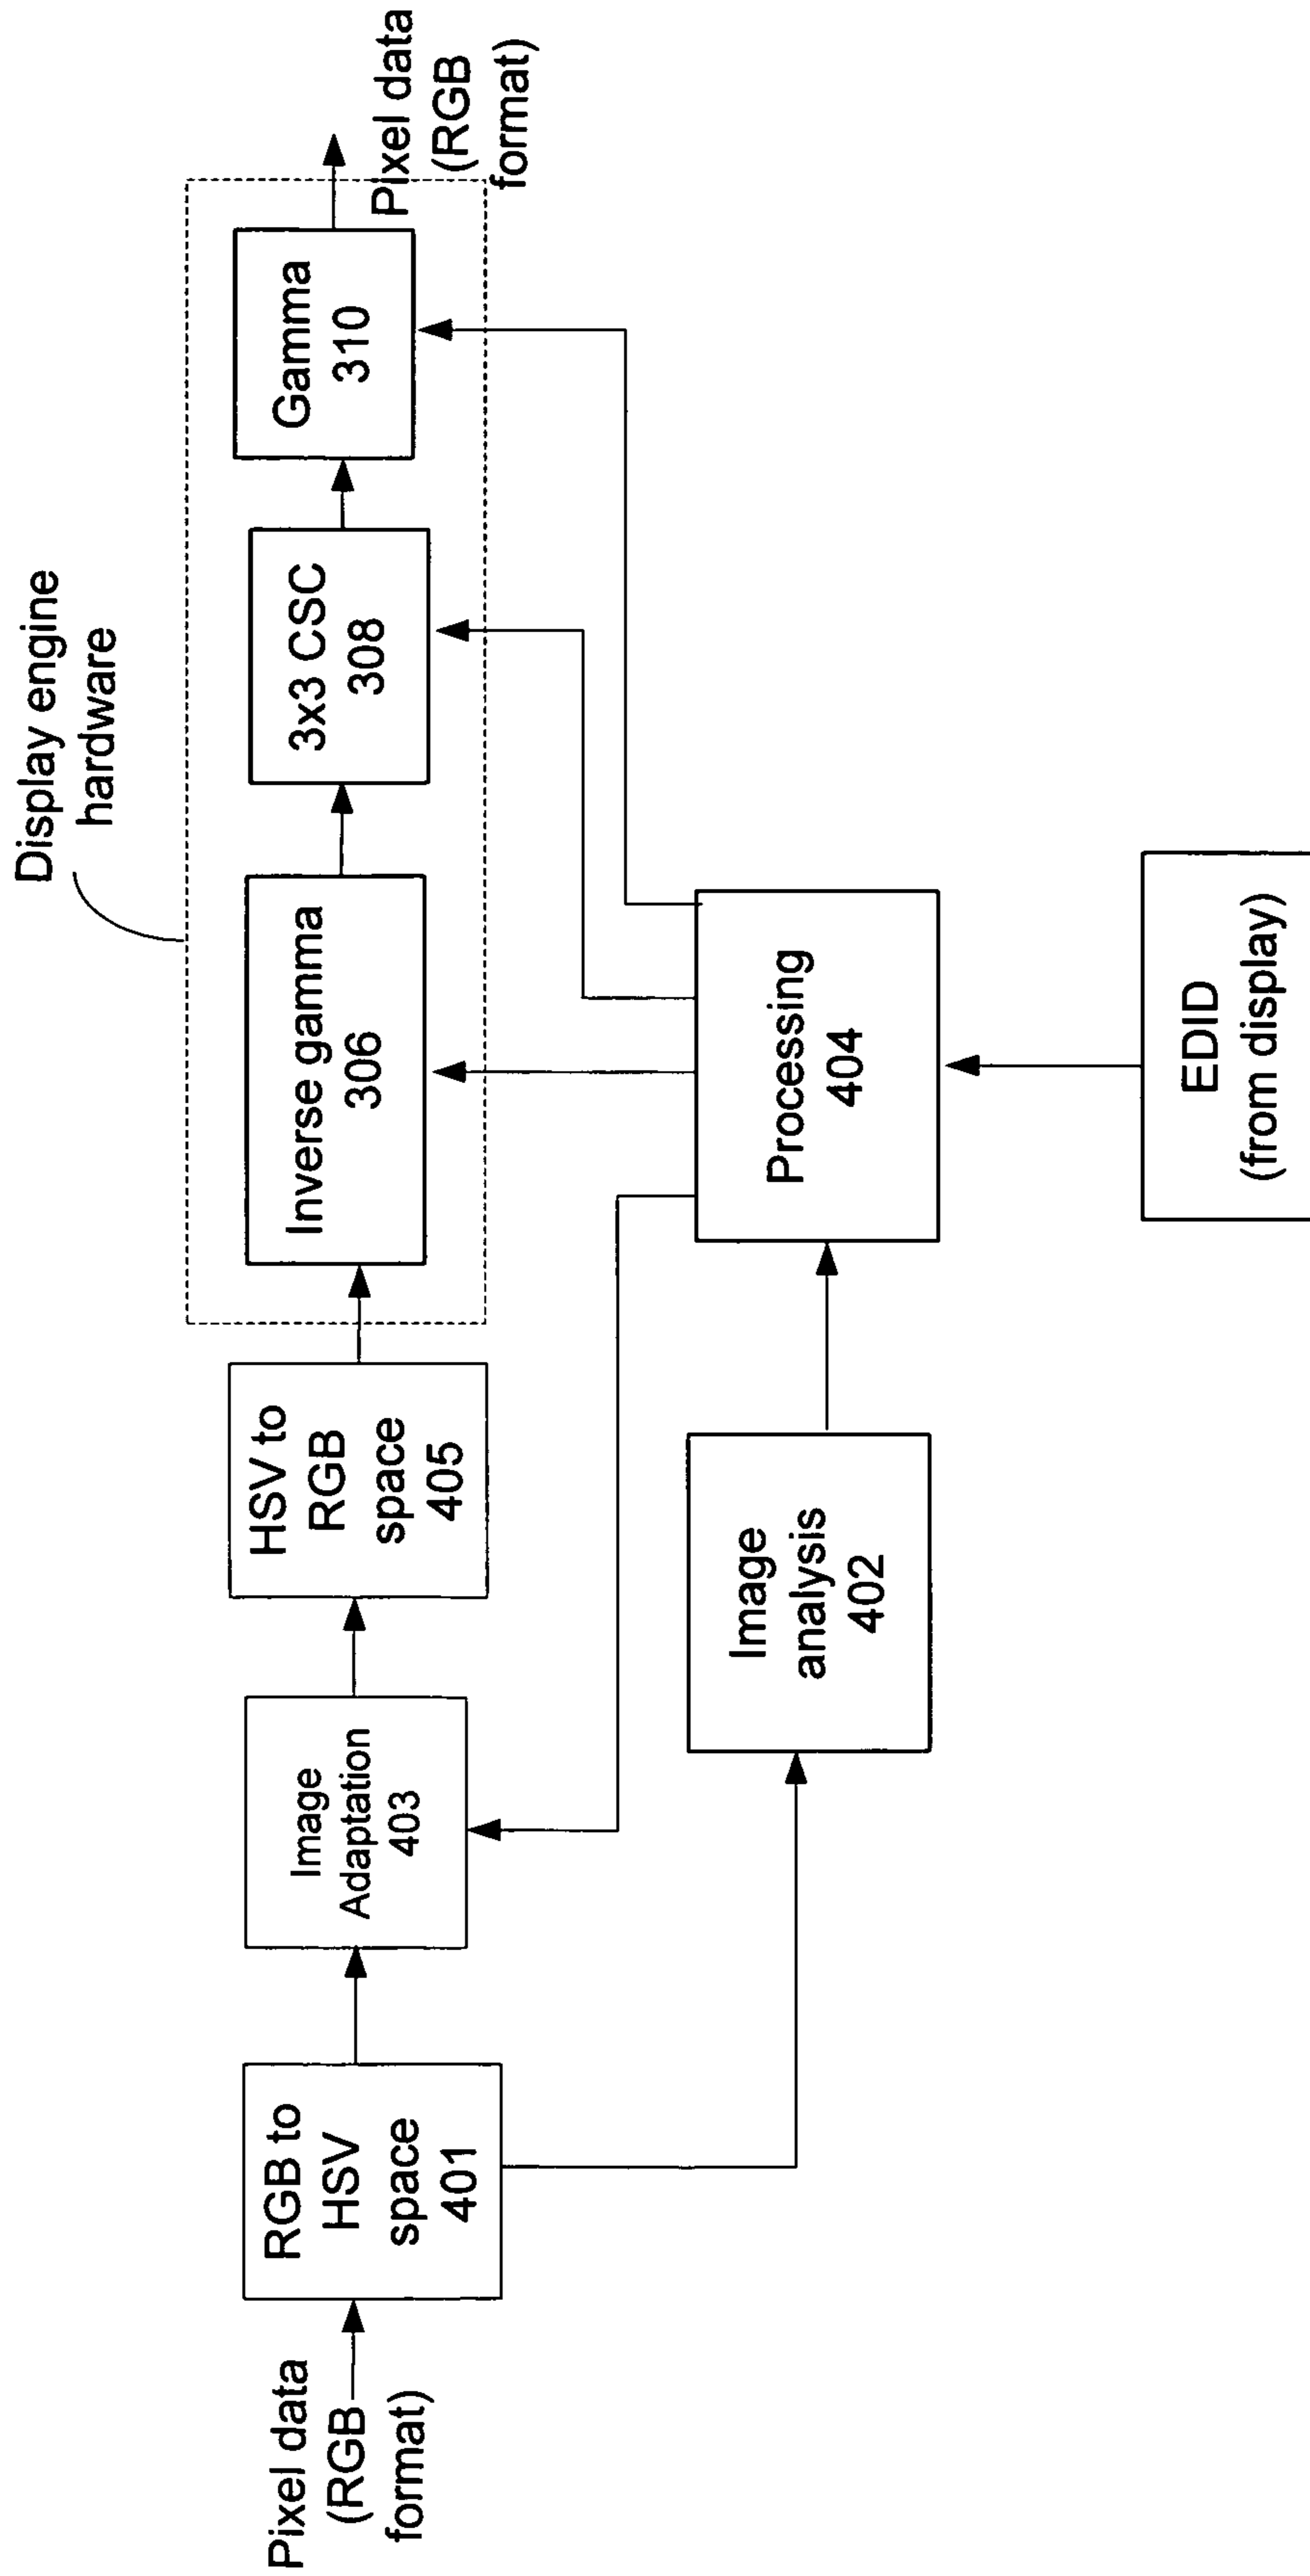 Display engine
hardware
Pixel data
(RGB
format)
RGB to
HSV
space
401
Image
Adaptation
403
HSV to
RGB
space
405
Inverse gamma
306
3x3 CSC
308
Gamma
310
Pixel data
(RGB
format)
Image
analysis
402
Processing
404
EDID
(from display)